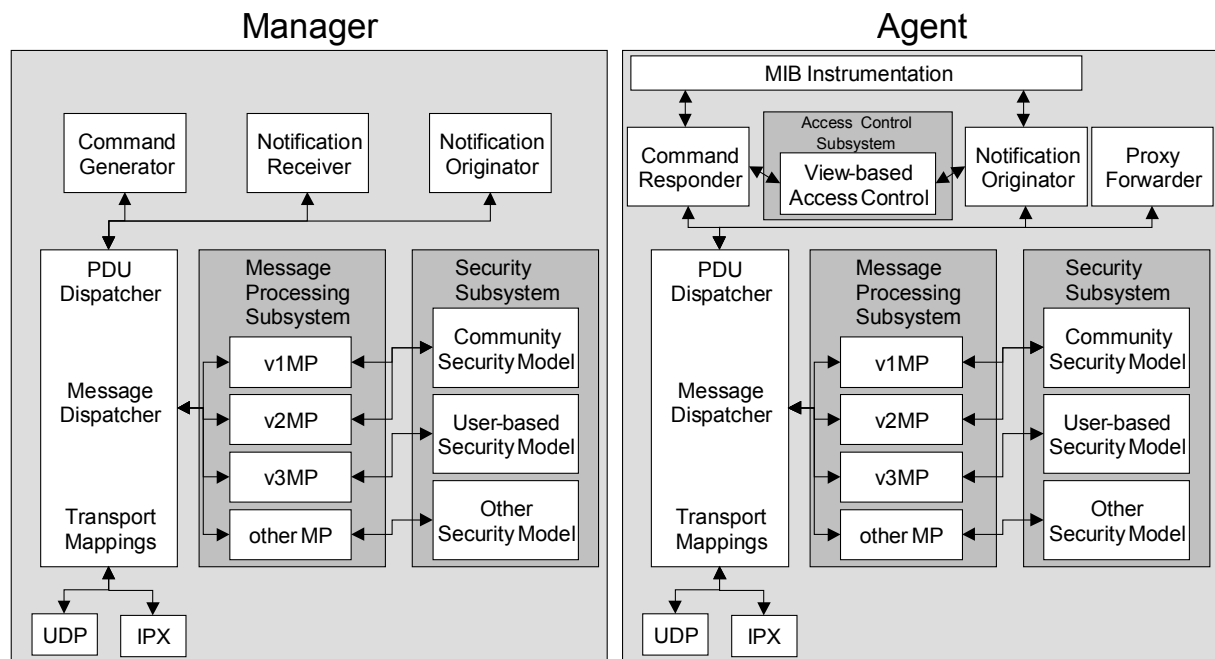 Manager
Command
Generator
Notification
Receiver
Notification
Originator
PDU
Dispatcher
Message
Dispatcher
Transport
Mappings
Message
Processing
Subsystem
v1MP
v2MP
v3MP
other MP
Security
Subsystem
Community
Security Model
User-based
Security Model
Other
Security Model
UDP
IPX
Agent
MIB Instrumentation
Command
Responder
Access Control
Subsystem
View-based
Access Control
Notification
Originator
Proxy
Forwarder
PDU
Dispatcher
Message
Dispatcher
Transport
Mappings
Message
Processing
Subsystem
v1MP
v2MP
v3MP
other MP
Security
Subsystem
Community
Security Model
User-based
Security Model
Other
Security Model
UDP
IPX